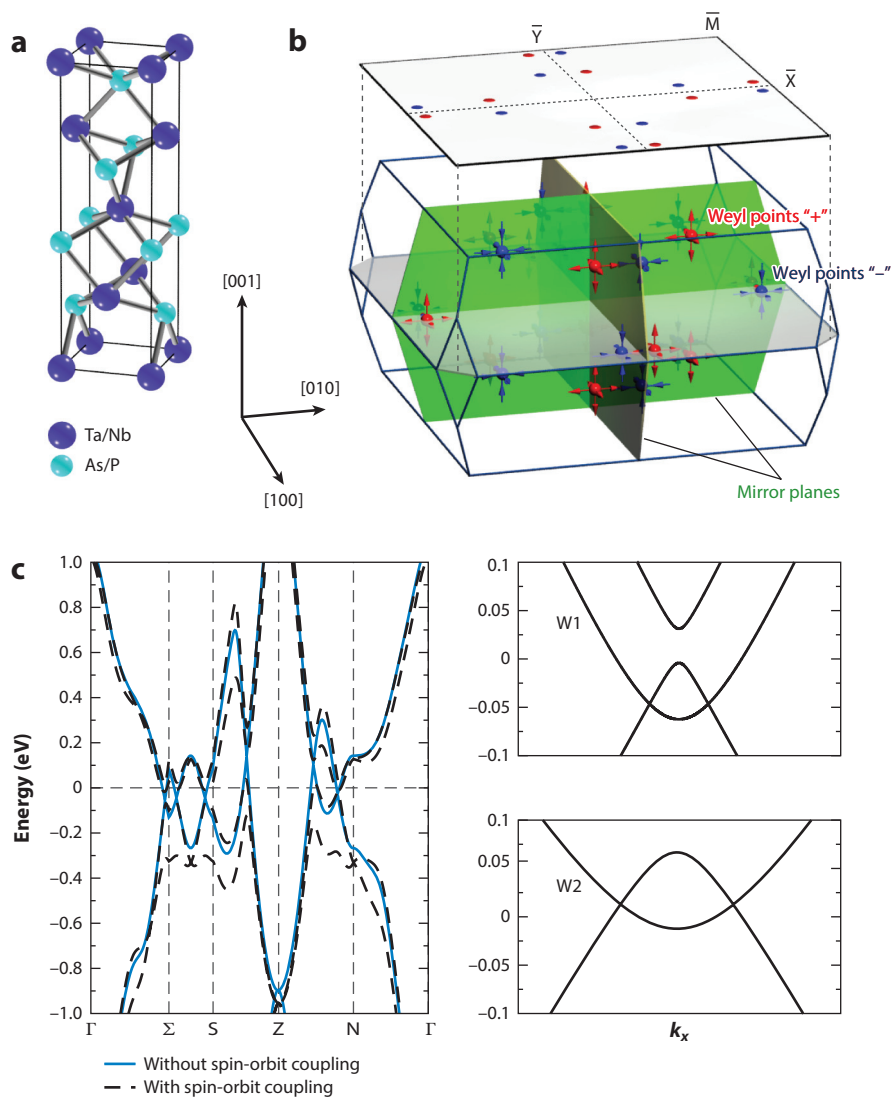 a
b
Y̅
M̅
X̅
Weyl points “+”
Weyl points “–”
[001]
[010]
[100]
Ta/Nb
As/P
Mirror planes
c
Energy (eV)
1.0
0.8
0.6
0.4
0.2
0
−0.2
−0.4
−0.6
−0.8
−1.0
Γ Σ S Z N Γ
Without spin-orbit coupling
With spin-orbit coupling
0.1
0.05
0
−0.05
−0.1
W1
0.1
0.05
0
−0.05
−0.1
W2
kx